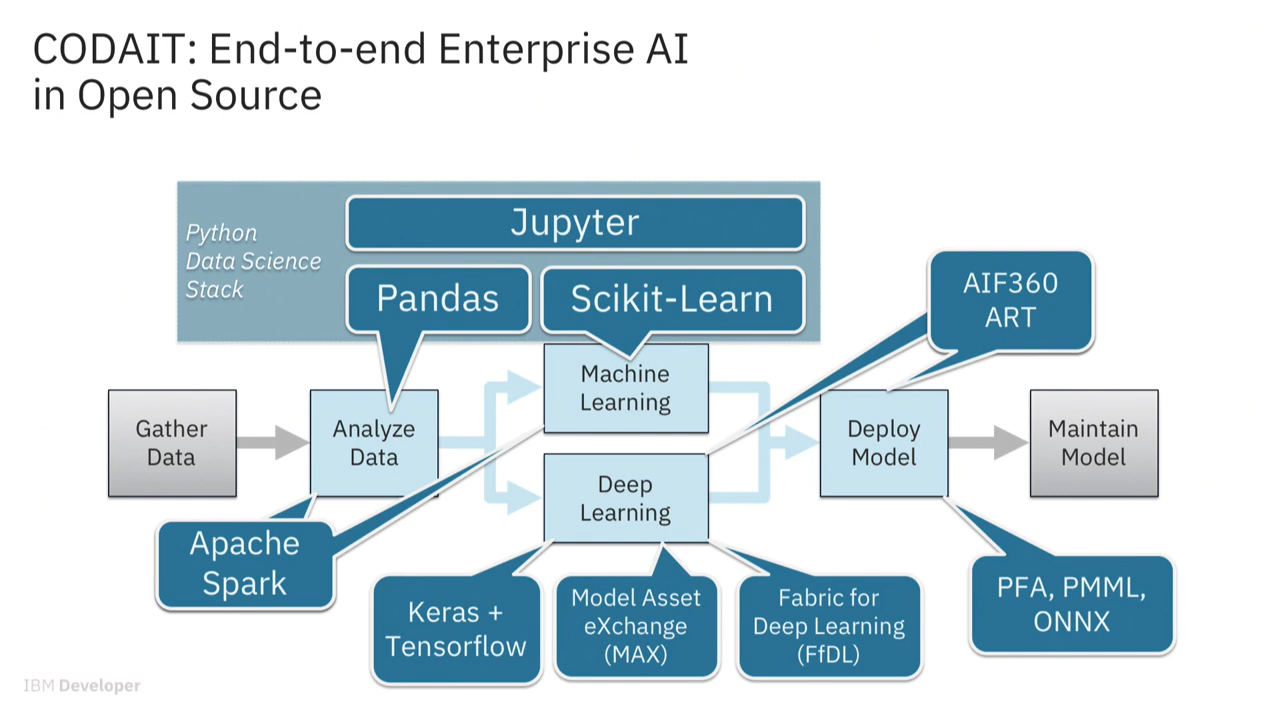 CODAIT: End-to-end Enterprise AI
in Open Source
Python
Data Science
Stack
Jupyter
Pandas
Scikit-Learn
AIF360
ART
Gather
Data
Analyze
Data
Machine
Learning
Deep
Learning
Deploy
Model
Maintain
Model
Apache
Spark
Keras +
Tensorflow
Model Asset
eXchange
(MAX)
Fabric for
Deep Learning
(FfDL)
PFA, PMML,
ONNX
IBM Developer